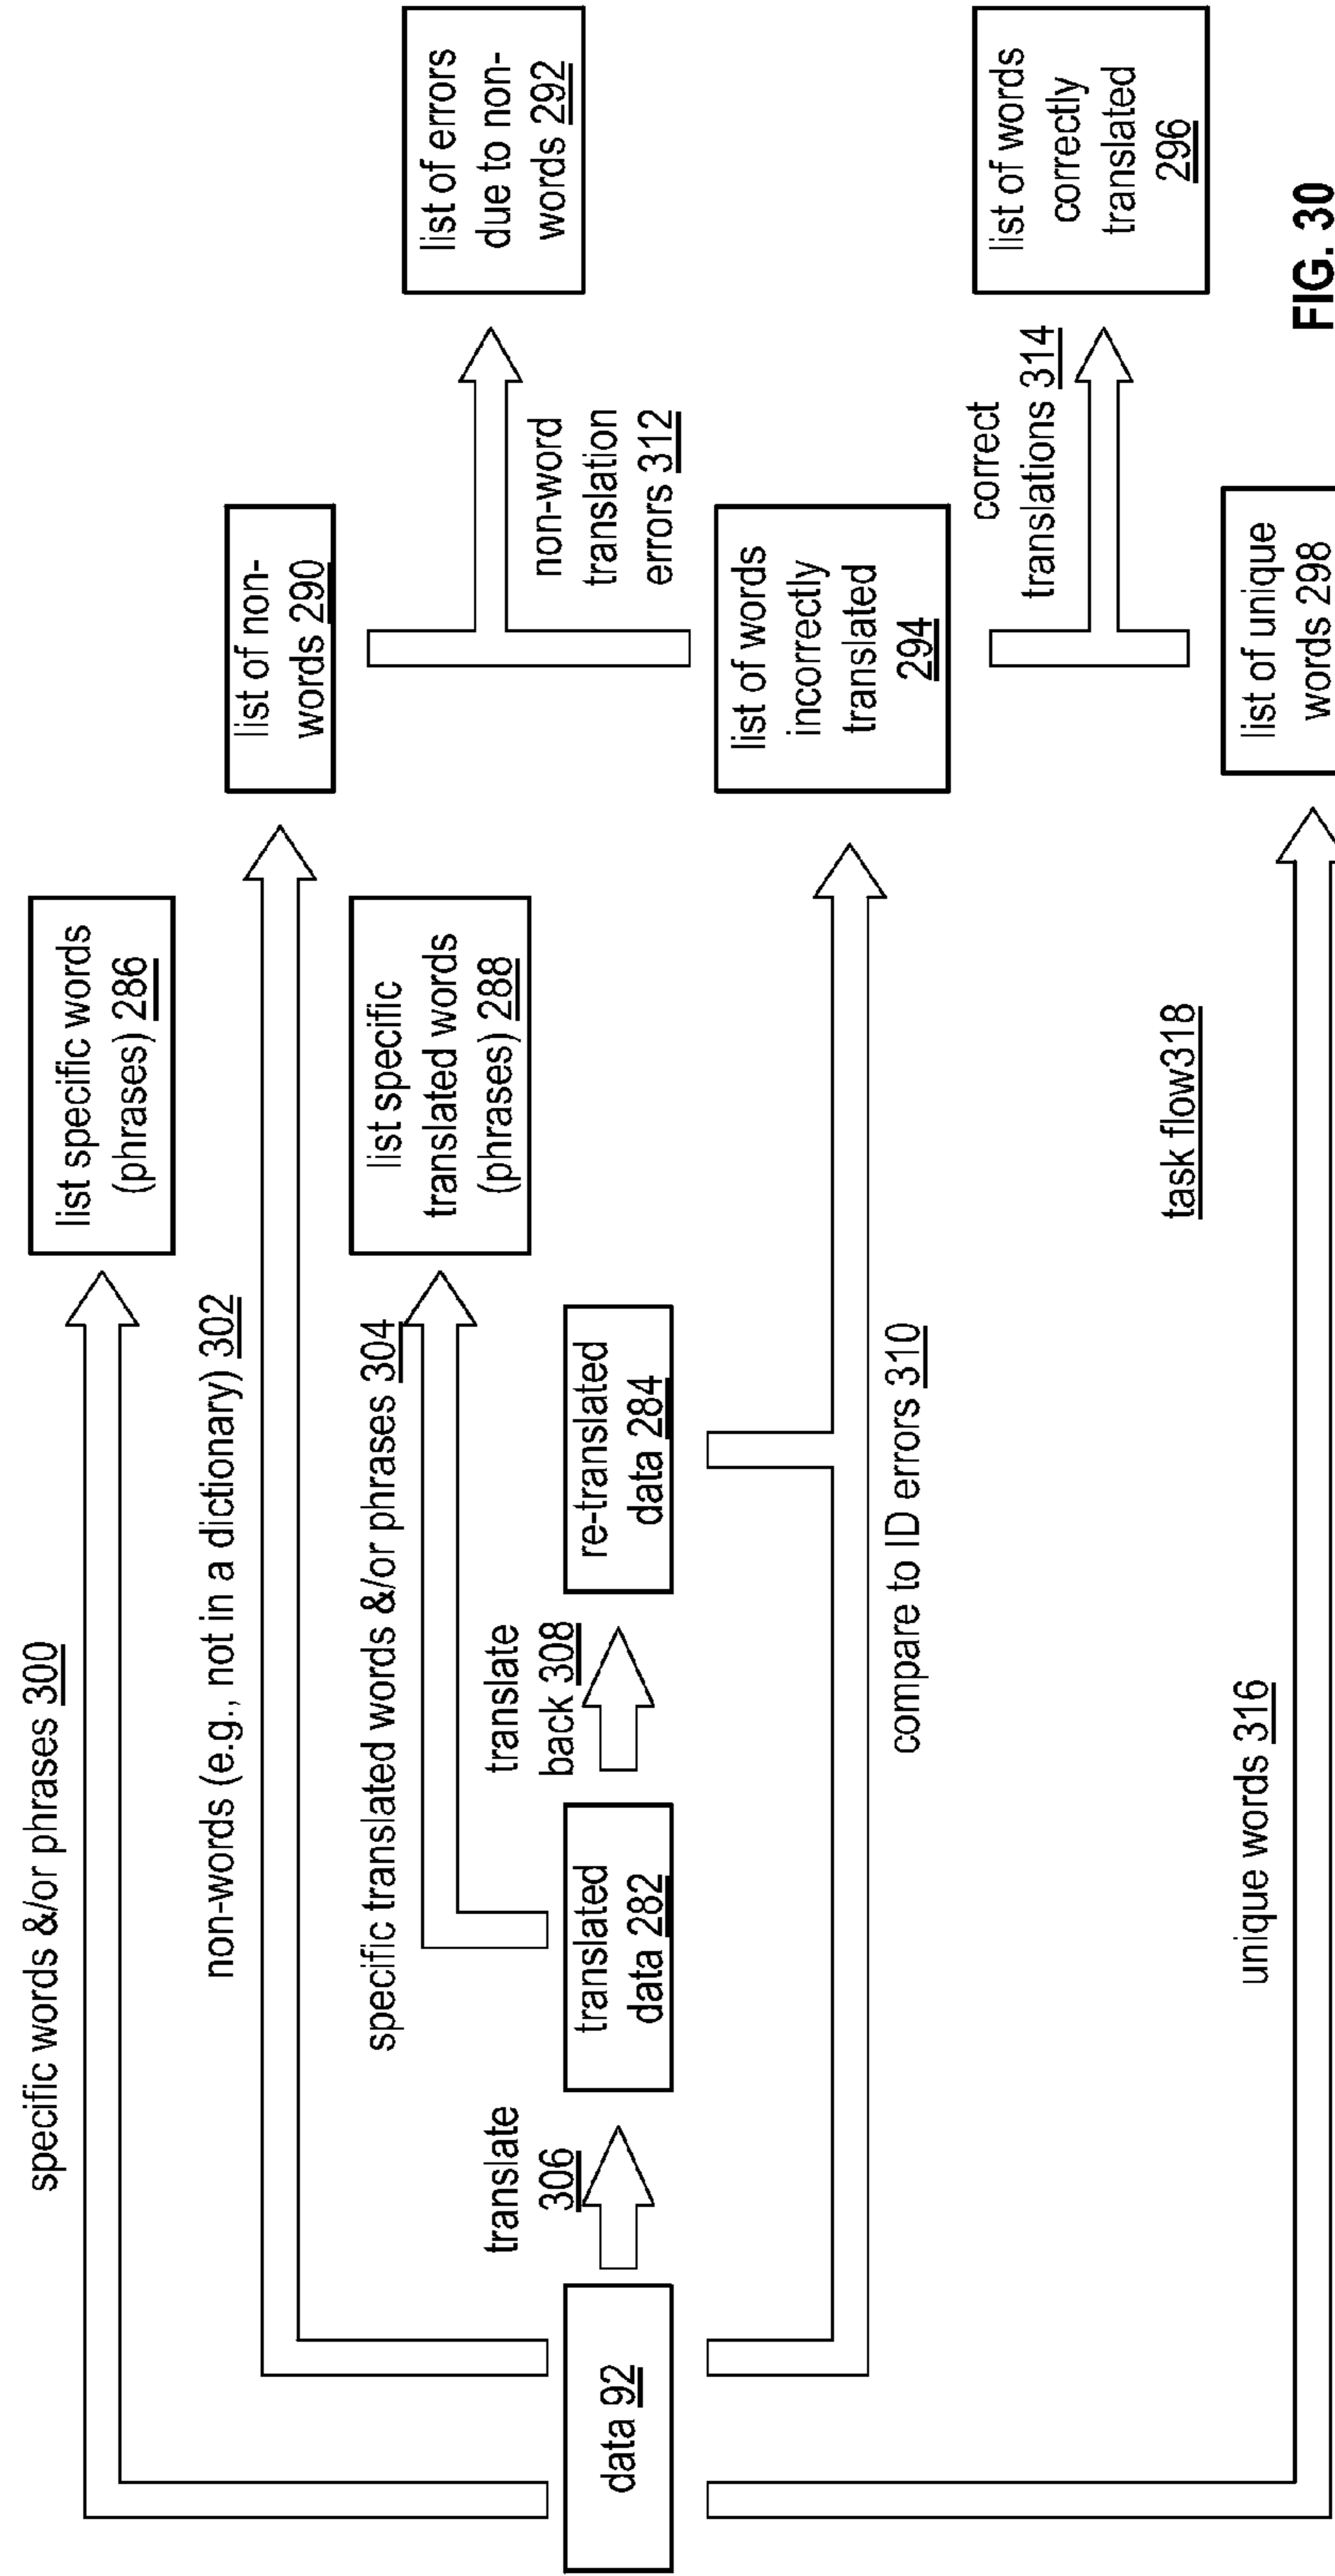 specific words &/or phrases 300
list specific words
(phrases) 286
non-words (e.g., not in a dictionary) 302
list of non-
words 290
list of errors
due to non-
words 292
specific translated words &/or phrases 304
list specific
translated words
(phrases) 288
non-word
translation
errors 312
data 92
translate
306
translated
data 282
translate
back 308
re-translated
data 284
list of words
incorrectly
translated
294
compare to ID errors 310
correct
translations 314
list of words
correctly
translated
296
task flow318
unique words 316
list of unique
words 298
FIG. 30